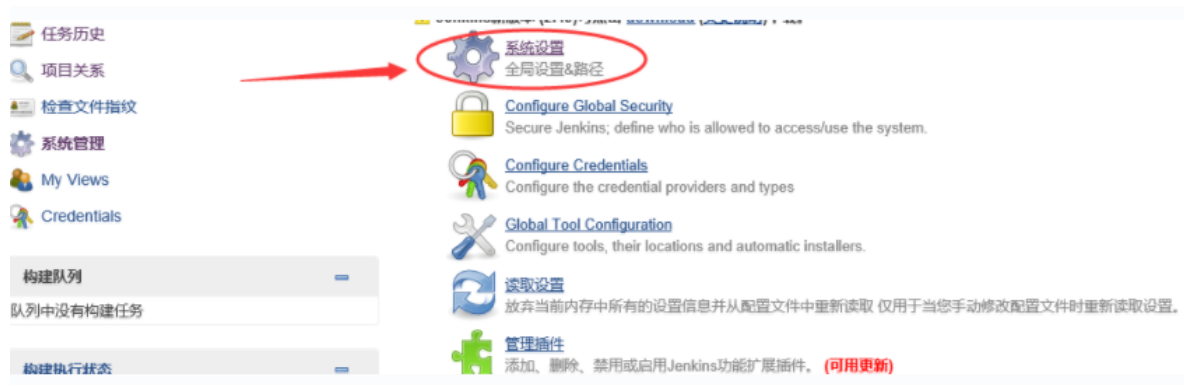 任务历史
项目关系
检查文件指纹
系统管理
My Views
Credentials
构建队列
队列中没有构建任务
构建执行状态
系统设置
全局设置&路径
Configure Global Security
Secure Jenkins; define who is allowed to access/use the system.
Configure Credentials
Configure the credential providers and types
Global Tool Configuration
Configure tools, their locations and automatic installers.
读取设置
放弃当前内存中所有的设置信息并从配置文件中重新读取 仅用于当您手动修改配置文件时重新读取设置。
管理插件
添加、删除、禁用或启用Jenkins功能扩展插件。 (可用更新)